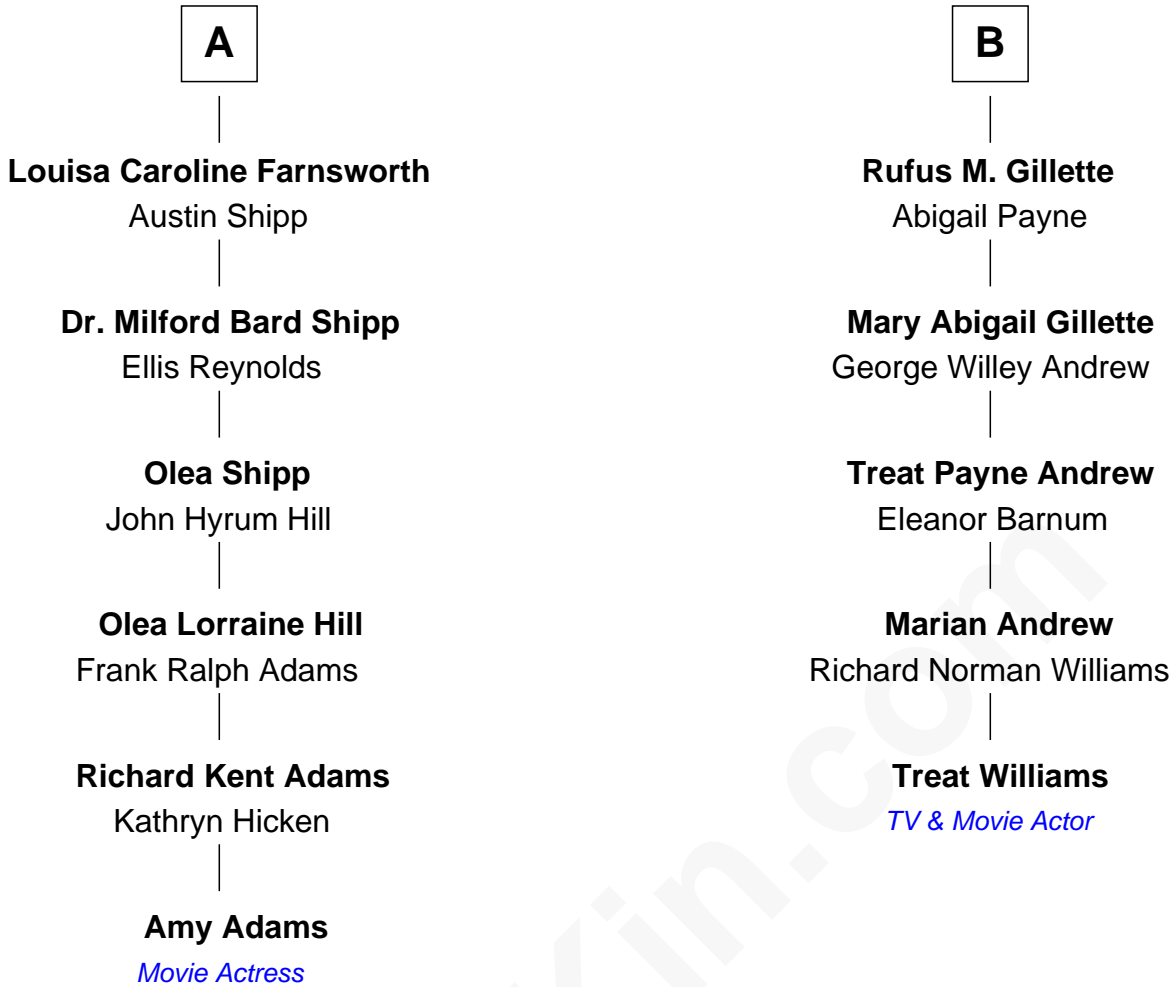 A
Louisa Caroline Farnsworth
Austin Shipp
Dr. Milford Bard Shipp
Ellis Reynolds
Olea Shipp
John Hyrum Hill
Olea Lorraine Hill
Frank Ralph Adams
Richard Kent Adams
Kathryn Hicken
Amy Adams
Movie Actress
B
Rufus M. Gillette
Abigail Payne
Mary Abigail Gillette
George Willey Andrew
Treat Payne Andrew
Eleanor Barnum
Marian Andrew
Richard Norman Williams
Treat Williams
TV & Movie Actor
Kin.com